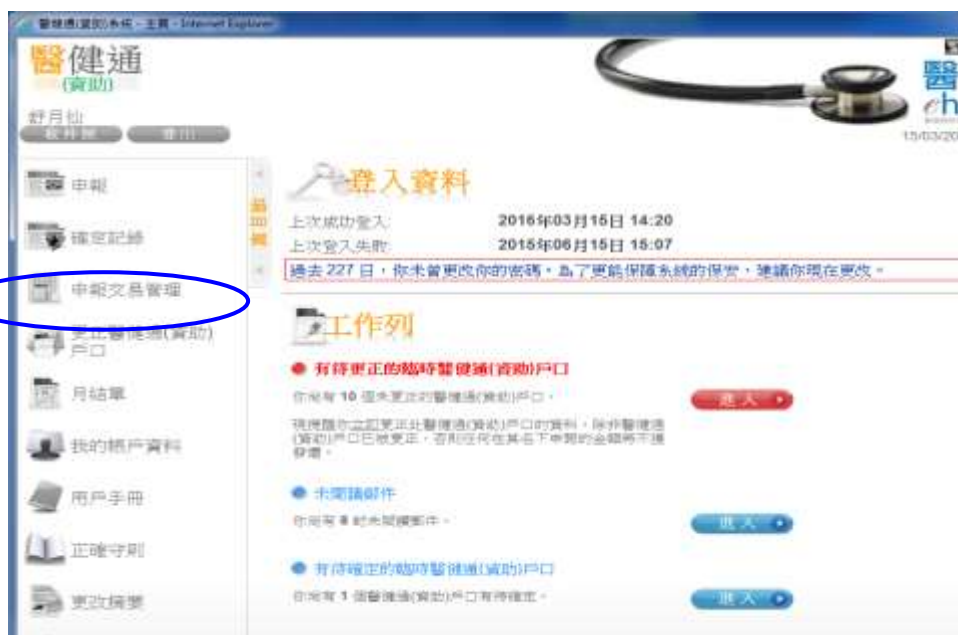 醫健通(資助)系統 - 主頁 - Internet Explorer
醫健通
(資助)
醫
eh
15/03/20
登出
申報
確定記錄
申報交易管理
更正醫健通(資助)
戶口
月結單
我的帳戶資料
用戶手冊
正確守則
更改摘要
登入資料
上次成功登入: 2016年03月15日 14:20
上次登入失敗: 2015年06月15日 15:07
過去 227 日,你未曾更改你的密碼。為了更能保障系統的保安,建議你現在更改。
工作列
有待更正的臨時醫健通(資助)戶口
你尚有 10 個未更正的醫健通(資助)戶口。
進入
現提醒你立即更正此醫健通(資助)戶口的資料,除非醫健通
(資助)戶口已被更正,否則任何在其名下申報的金額將不獲
發還。
未閱讀郵件
你尚有 8 封未閱讀郵件。
進入
有待確定的臨時醫健通(資助)戶口
你尚有 1 個醫健通(資助)戶口有待確定。
進入